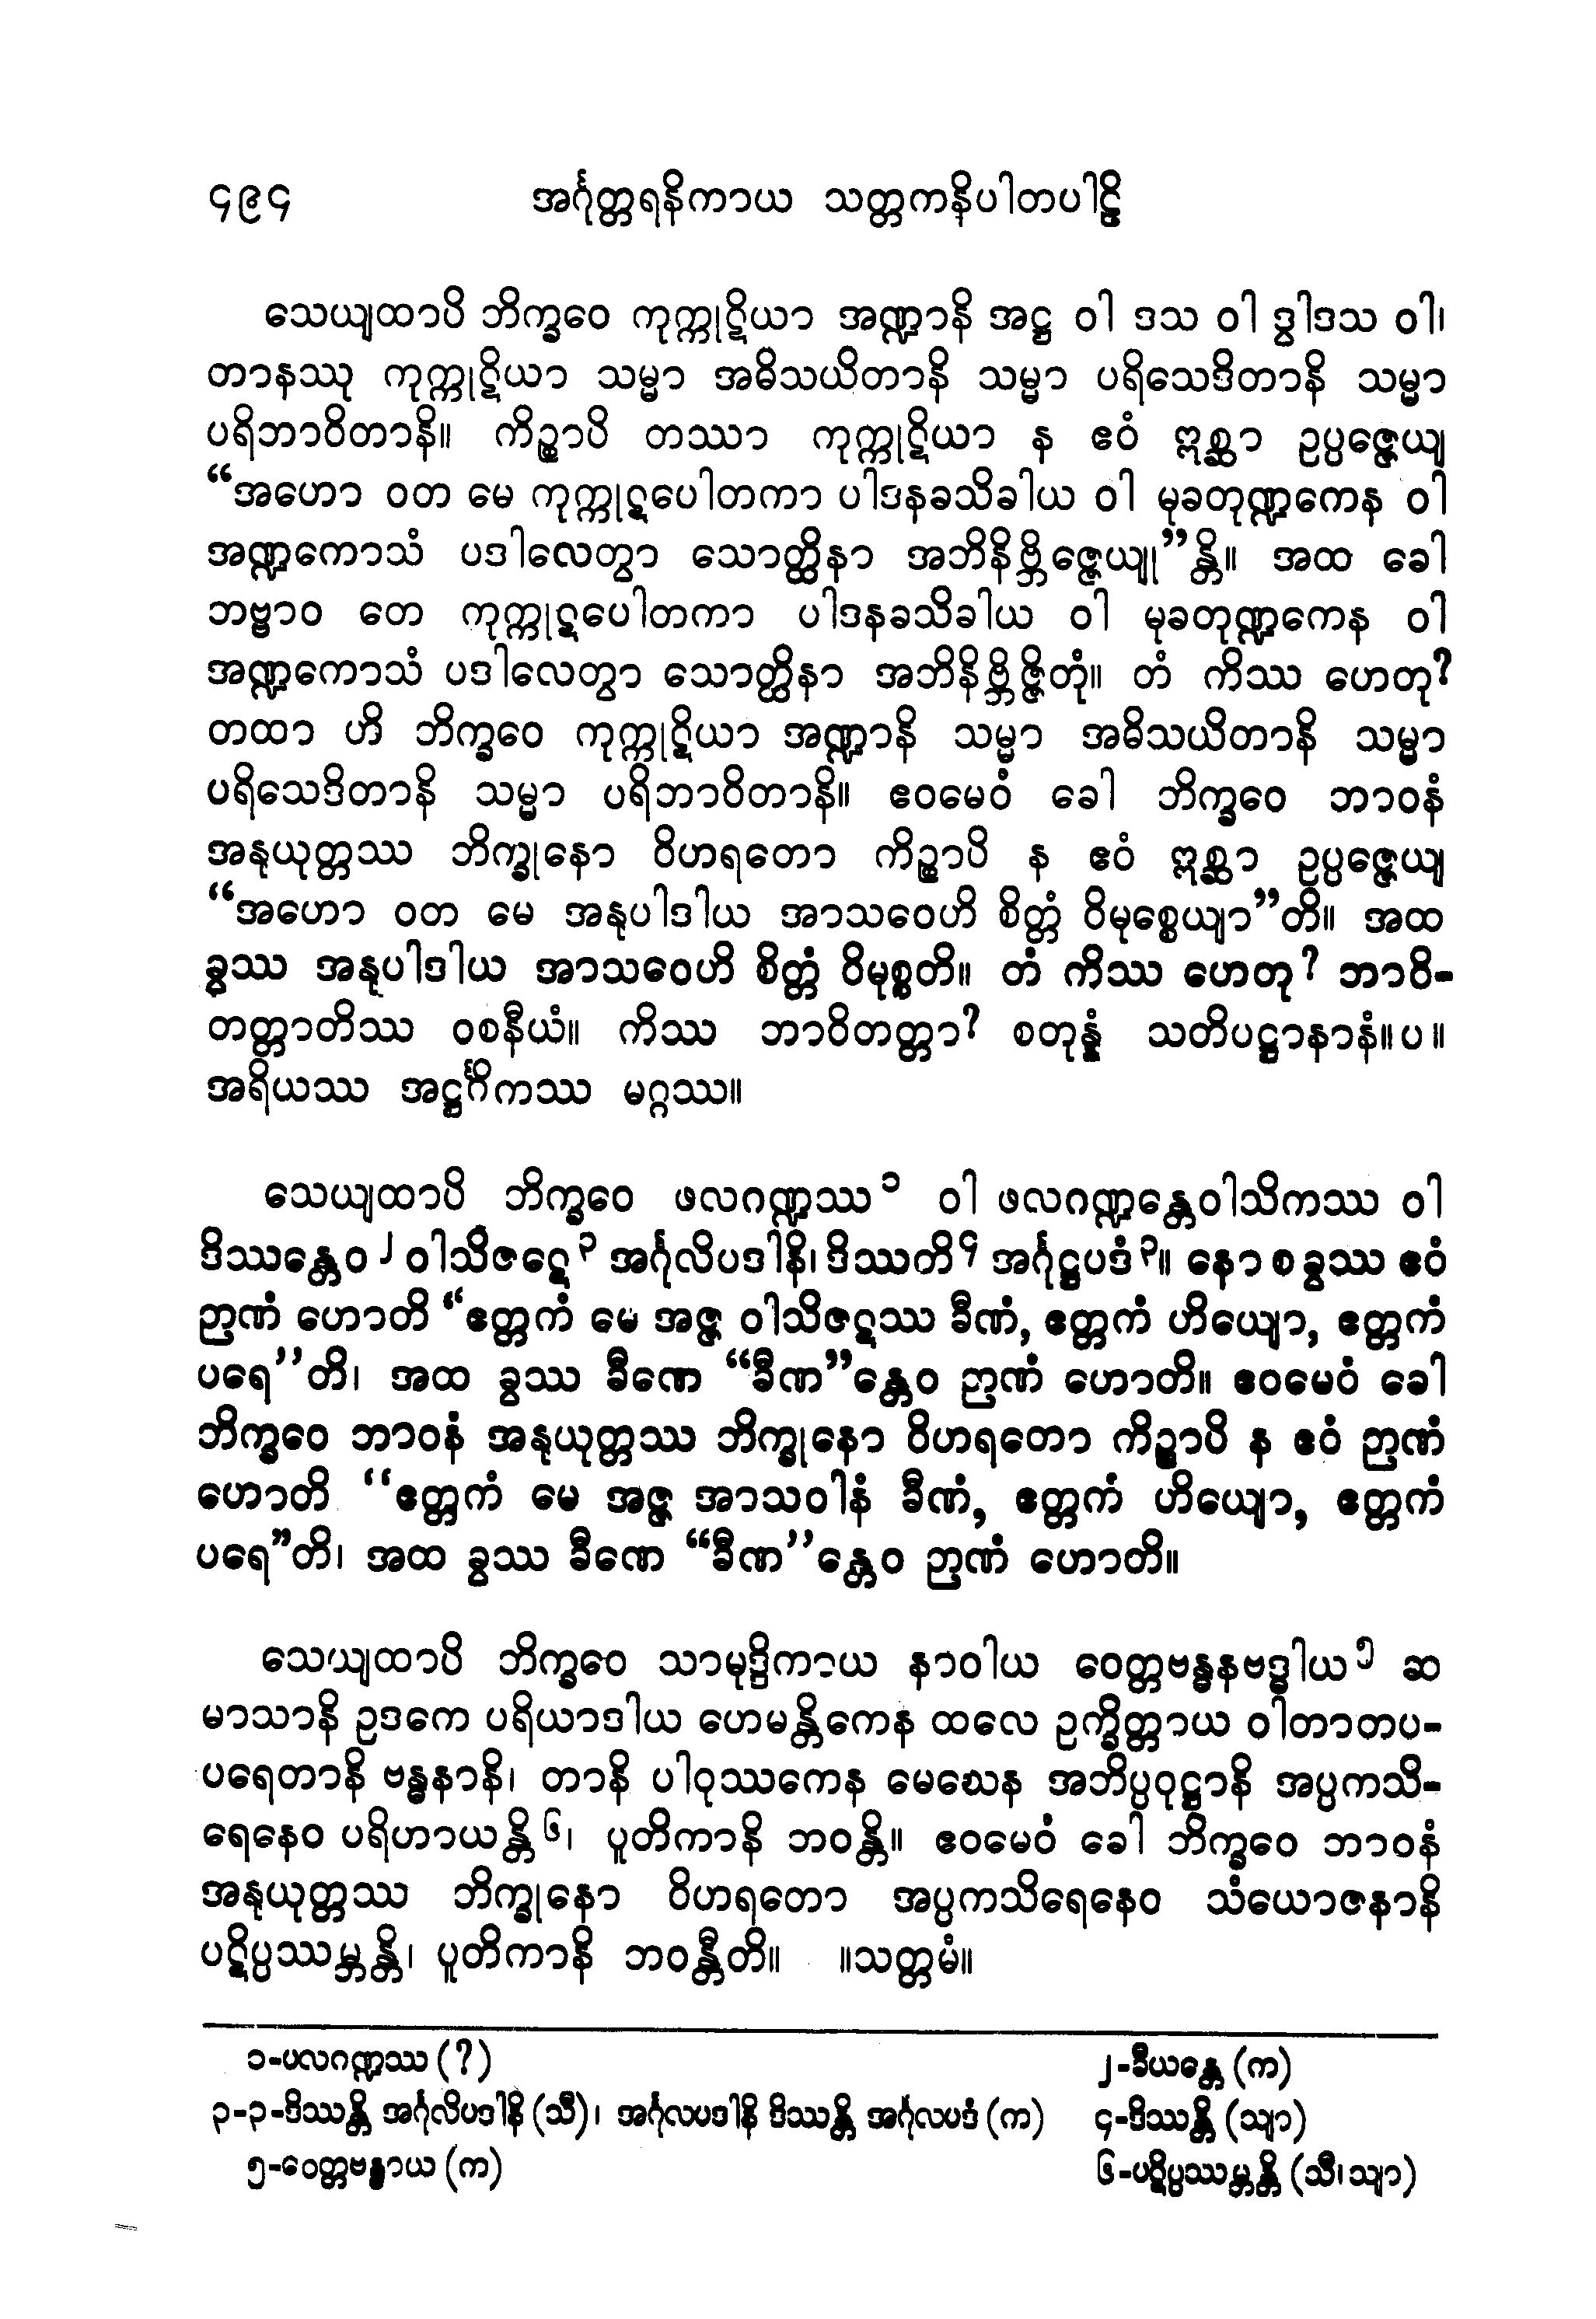 ၄၉၄ အင်္ဂုတ္တရနိကာယ သတ္တကနိပါတပါဠိ
သေယျထာပိ ဘိက္ခဝေ ကုက္ကုဋိယာ အဏ္ဍာနိ အဋ္ဌ ဝါ ဒသ ဝါ ဒွါဒသ ဝါ၊
တာနဿု ကုက္ကုဋိယာ သမ္မာ အဓိသယိတာနိ သမ္မာ ပရိသေဒိတာနိ သမ္မာ
ပရိဘာဝိတာနိ။ ကိဉ္စာပိ တဿာ ကုက္ကုဋိယာ န ဧဝံ ဣစ္ဆာ ဥပ္ပဇ္ဇေယျ
“အဟော ဝတ မေ ကုက္ကုဋပေါတကာ ပါဒနခသိခါယ ဝါ မုခတုဏ္ဍကေန ဝါ
အဏ္ဍကောသံ ပဒါလေတွာ သောတ္ထိနာ အဘိနိဗ္ဘိဇ္ဇေယျု”န္တိ။ အထ ခေါ
ဘဗ္ဗာဝ တေ ကုက္ကုဋပေါတကာ ပါဒနခသိခါယ ဝါ မုခတုဏ္ဍကေန ဝါ
အဏ္ဍကောသံ ပဒါလေတွာ သောတ္ထိနာ အဘိနိဗ္ဘိဇ္ဇိတုံ။ တံ ကိဿ ဟေတု?
တထာ ဟိ ဘိက္ခဝေ ကုက္ကုဋိယာ အဏ္ဍာနိ သမ္မာ အဓိသယိတာနိ သမ္မာ
ပရိသေဒိတာနိ သမ္မာ ပရိဘာဝိတာနိ။ ဧဝမေဝံ ခေါ ဘိက္ခဝေ ဘာဝနံ
အနုယုတ္တဿ ဘိက္ခုနော ဝိဟရတော ကိဉ္စာပိ န ဧဝံ ဣစ္ဆာ ဥပ္ပဇ္ဇေယျ
“အဟော ဝတ မေ အနုပါဒါယ အာသဝေဟိ စိတ္တံ ဝိမုစ္စေယျာ”တိ။ အထ
ခွဿ အနုပါဒါယ အာသဝေဟိ စိတ္တံ ဝိမုစ္စတိ။ တံ ကိဿ ဟေတု? ဘာဝိ-
တတ္တာတိဿ ဝစနီယံ။ ကိဿ ဘာဝိတတ္တာ? စတုန္နံ သတိပဋ္ဌာနာနံ။ပ။
အရိယဿ အဋ္ဌင်္ဂိကဿ မဂ္ဂဿ။
သေယျထာပိ ဘိက္ခဝေ ဖလဂဏ္ဍဿ၁ ဝါ ဖလဂဏ္ဍန္တေဝါသိကဿ ဝါ
ဒိဿန္တေဝ၂ ဝါသိဇဋေ၃ အင်္ဂုလိပဒါနိ၊ ဒိဿတိ၄ အင်္ဂုဋ္ဌပဒံ၃။ နော စ ခွဿ ဧဝံ
ဉာဏံ ဟောတိ “ဧတ္တကံ မေ အဇ္ဇ ဝါသိဇဋဿ ခီဏံ, ဧတ္တကံ ဟိယျော, ဧတ္တကံ
ပရေ”တိ၊ အထ ခွဿ ခီဏေ “ခီဏ”န္တေဝ ဉာဏံ ဟောတိ။ ဧဝမေဝံ ခေါ
ဘိက္ခဝေ ဘာဝနံ အနုယုတ္တဿ ဘိက္ခုနော ဝိဟရတော ကိဉ္စာပိ န ဧဝံ ဉာဏံ
ဟောတိ “ဧတ္တကံ မေ အဇ္ဇ အာသဝါနံ ခီဏံ, ဧတ္တကံ ဟိယျော, ဧတ္တကံ
ပရေ”တိ၊ အထ ခွဿ ခီဏေ “ခီဏ”န္တေဝ ဉာဏံ ဟောတိ။
သေယျထာပိ ဘိက္ခဝေ သာမုဒ္ဒိကာယ နာဝါယ ဝေတ္တဗန္ဓနဗဒ္ဓါယ၅ ဆ
မာသာနိ ဥဒကေ ပရိယာဒါယ ဟေမန္တိကေန ထလေ ဥက္ခိတ္တာယ ဝါတာတပ-
ပရေတာနိ ဗန္ဓနာနိ၊ တာနိ ပါဝုဿကေန မေဃေန အဘိပ္ပဝုဋ္ဌာနိ အပ္ပကသိ-
ရေနေဝ ပရိဟာယန္တိ၆၊ ပူတိကာနိ ဘဝန္တိ။ ဧဝမေဝံ ခေါ ဘိက္ခဝေ ဘာဝနံ
အနုယုတ္တဿ ဘိက္ခုနော ဝိဟရတော အပ္ပကသိရေနေဝ သံယောဇနာနိ
ပဋိပ္ပဿမ္ဘန္တိ၊ ပူတိကာနိ ဘဝန္တီတိ။ ။သတ္တမံ။
၁-ပလဂဏ္ဍဿ (?) ၂-ခီယန္တေ (က)
၃-၃-ဒိဿန္တိ အင်္ဂုလိပဒါနိ (သီ)၊ အင်္ဂုလပဒါနိ ဒိဿန္တိ အင်္ဂုလပဒံ (က) ၄-ဒိဿန္တိ (သျာ)
၅-ဝေတ္တဗန္ဓာယ (က) ၆-ပဋိပ္ပဿမ္ဘန္တိ (သီ၊သျာ)